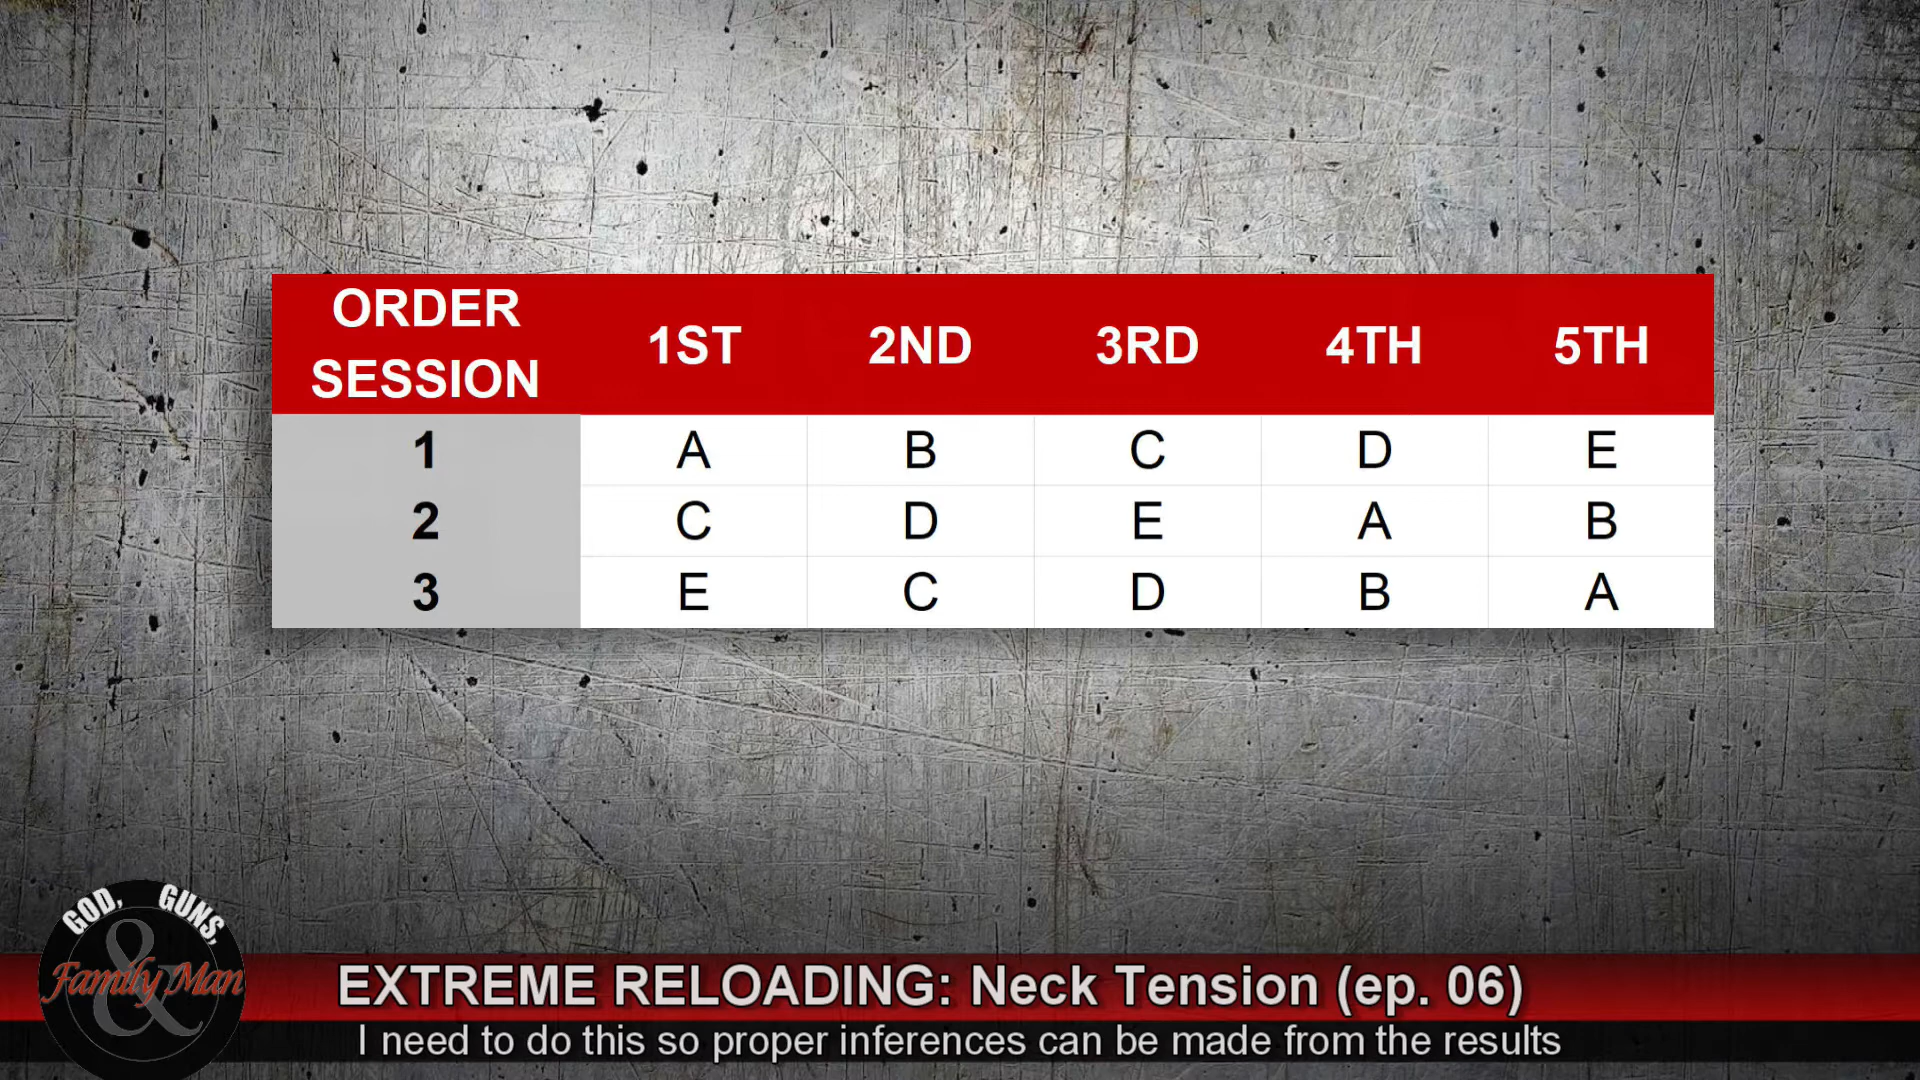 ORDER
SESSION 1ST 2ND 3RD 4TH 5TH
1 A B C D E
2 C D E A B
3 E C D B A
GOD, GUNS,
& Family Man
EXTREME RELOADING: Neck Tension (ep. 06)
I need to do this so proper inferences can be made from the results